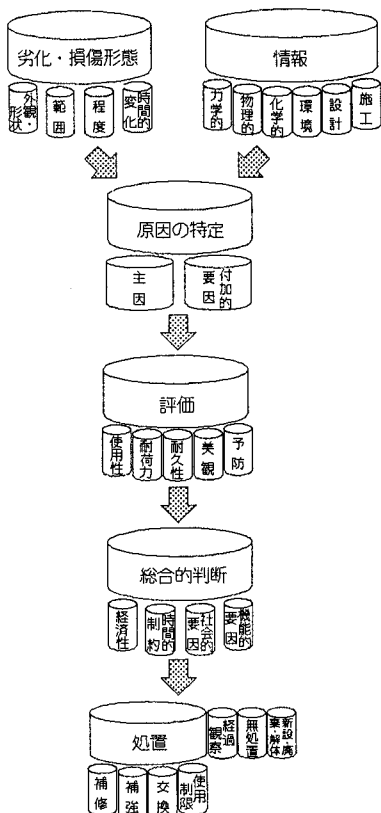 劣化・損傷形態
情報
外観・形状
範囲
程度
時間的変化
力学的
物理的
化学的
環境
設計
施工
原因の特定
主因
付加的要因
評価
使用性
耐荷力
耐久性
美観
予防
総合的判断
経済性
時間的制約
社会的要因
機能的要因
処置
経過観察
無処置
新設・廃棄・解体
補修
補強
交換
使用制限